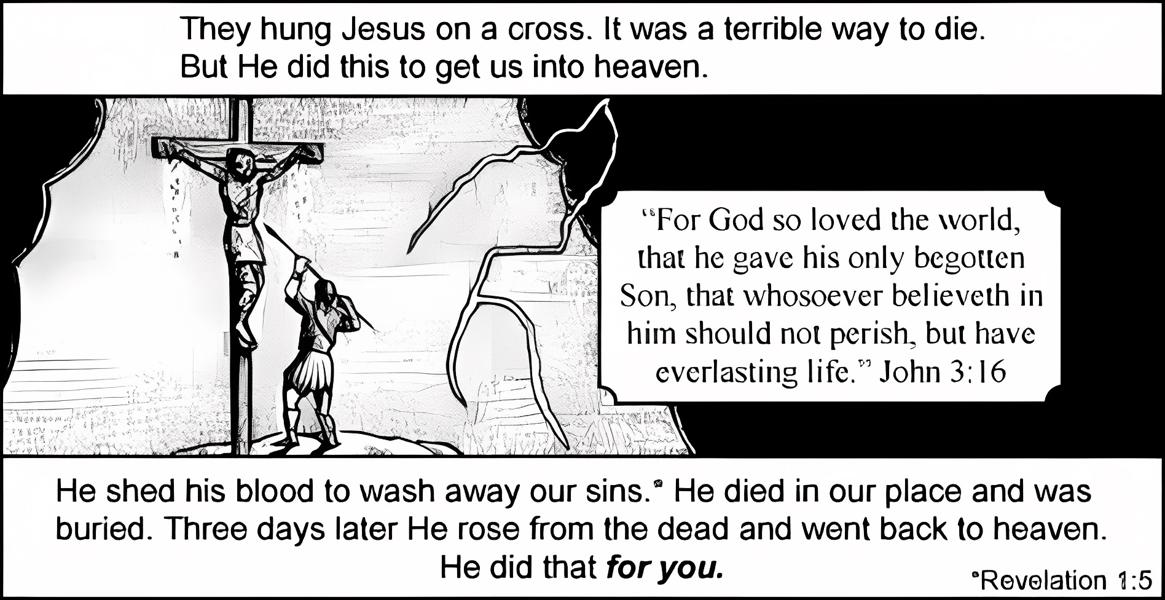 They hung Jesus on a cross. It was a terrible way to die.
But He did this to get us into heaven.
"For God so loved the world,
that he gave his only begotten
Son, that whosoever believeth in
him should not perish, but have
everlasting life." John 3:16
He shed his blood to wash away our sins.* He died in our place and was
buried. Three days later He rose from the dead and went back to heaven.
He did that for you.
*Revelation 1:5